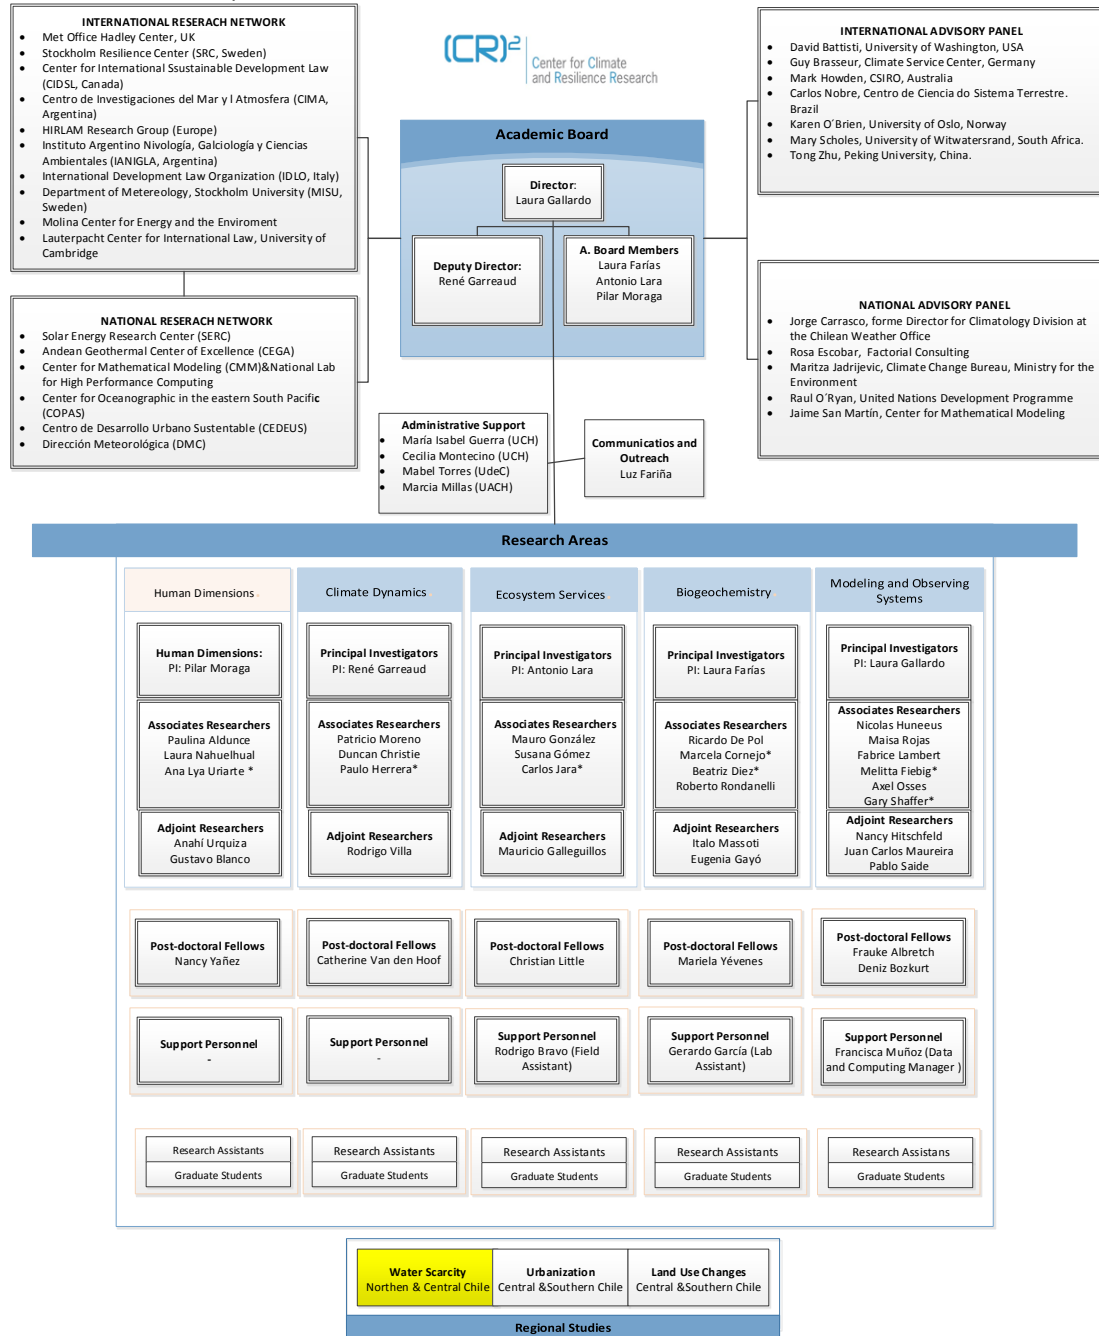 INTERNATIONAL RESERACH NETWORK
• Met Office Hadley Center, UK
• Stockholm Resilience Center (SRC, Sweden)
• Center for International Ssustainable Development Law
(CIDSL, Canada)
• Centro de Investigaciones del Mar y l Atmosfera (CIMA,
Argentina)
• HIRLAM Research Group (Europe)
• Instituto Argentino Nivología, Galciología y Ciencias
Ambientales (IANIGLA, Argentina)
• International Development Law Organization (IDLO, Italy)
• Department of Metereology, Stockholm University (MISU,
Sweden)
• Molina Center for Energy and the Enviroment
• Lauterpacht Center for International Law, University of
Cambridge
NATIONAL RESERACH NETWORK
• Solar Energy Research Center (SERC)
• Andean Geothermal Center of Excellence (CEGA)
• Center for Mathematical Modeling (CMM)&National Lab
for High Performance Computing
• Center for Oceanographic in the eastern South Pacific
(COPAS)
• Centro de Desarrollo Urbano Sustentable (CEDEUS)
• Dirección Meteorológica (DMC)
(CR)2
Center for Climate
and Resilience Research
Academic Board
Director:
Laura Gallardo
Deputy Director:
René Garreaud
A. Board Members
Laura Farías
Antonio Lara
Pilar Moraga
INTERNATIONAL ADVISORY PANEL
• David Battisti, University of Washington, USA
• Guy Brasseur, Climate Service Center, Germany
• Mark Howden, CSIRO, Australia
• Carlos Nobre, Centro de Ciencia do Sistema Terrestre.
Brazil
• Karen O´Brien, University of Oslo, Norway
• Mary Scholes, University of Witwatersrand, South Africa.
• Tong Zhu, Peking University, China.
NATIONAL ADVISORY PANEL
• Jorge Carrasco, forme Director for Climatology Division at
the Chilean Weather Office
• Rosa Escobar, Factorial Consulting
• Maritza Jadrijevic, Climate Change Bureau, Ministry for the
Environment
• Raul O´Ryan, United Nations Development Programme
• Jaime San Martín, Center for Mathematical Modeling
Administrative Support
• María Isabel Guerra (UCH)
• Cecilia Montecino (UCH)
• Mabel Torres (UdeC)
• Marcia Millas (UACH)
Communicatios and
Outreach
Luz Fariña
Research Areas
Human Dimensions
Human Dimensions:
PI: Pilar Moraga
Associates Researchers
Paulina Aldunce
Laura Nahuelhual
Ana Lya Uriarte *
Adjoint Researchers
Anahí Urquiza
Gustavo Blanco
Post-doctoral Fellows
Nancy Yañez
Support Personnel
-
Research Assistants
Graduate Students
Climate Dynamics
Principal Investigators
PI: René Garreaud
Associates Researchers
Patricio Moreno
Duncan Christie
Paulo Herrera*
Adjoint Researchers
Rodrigo Villa
Post-doctoral Fellows
Catherine Van den Hoof
Support Personnel
-
Research Assistants
Graduate Students
Ecosystem Services
Principal Investigators
PI: Antonio Lara
Associates Researchers
Mauro González
Susana Gómez
Carlos Jara*
Adjoint Researchers
Mauricio Galleguillos
Post-doctoral Fellows
Christian Little
Support Personnel
Rodrigo Bravo (Field
Assistant)
Research Assistants
Graduate Students
Biogeochemistry
Principal Investigators
PI: Laura Farías
Associates Researchers
Ricardo De Pol
Marcela Cornejo*
Beatriz Diez*
Roberto Rondanelli
Adjoint Researchers
Italo Massoti
Eugenia Gayó
Post-doctoral Fellows
Mariela Yévenes
Support Personnel
Gerardo García (Lab
Assistant)
Research Assistants
Graduate Students
Modeling and Observing
Systems
Principal Investigators
PI: Laura Gallardo
Associates Researchers
Nicolas Huneeus
Maisa Rojas
Fabrice Lambert
Melitta Fiebig*
Axel Osses
Gary Shaffer*
Adjoint Researchers
Nancy Hitschfeld
Juan Carlos Maureira
Pablo Saide
Post-doctoral Fellows
Frauke Albretch
Deniz Bozkurt
Support Personnel
Francisca Muñoz (Data
and Computing Manager )
Research Assistans
Graduate Students
Water Scarcity
Northen & Central Chile
Urbanization
Central &Southern Chile
Land Use Changes
Central &Southern Chile
Regional Studies